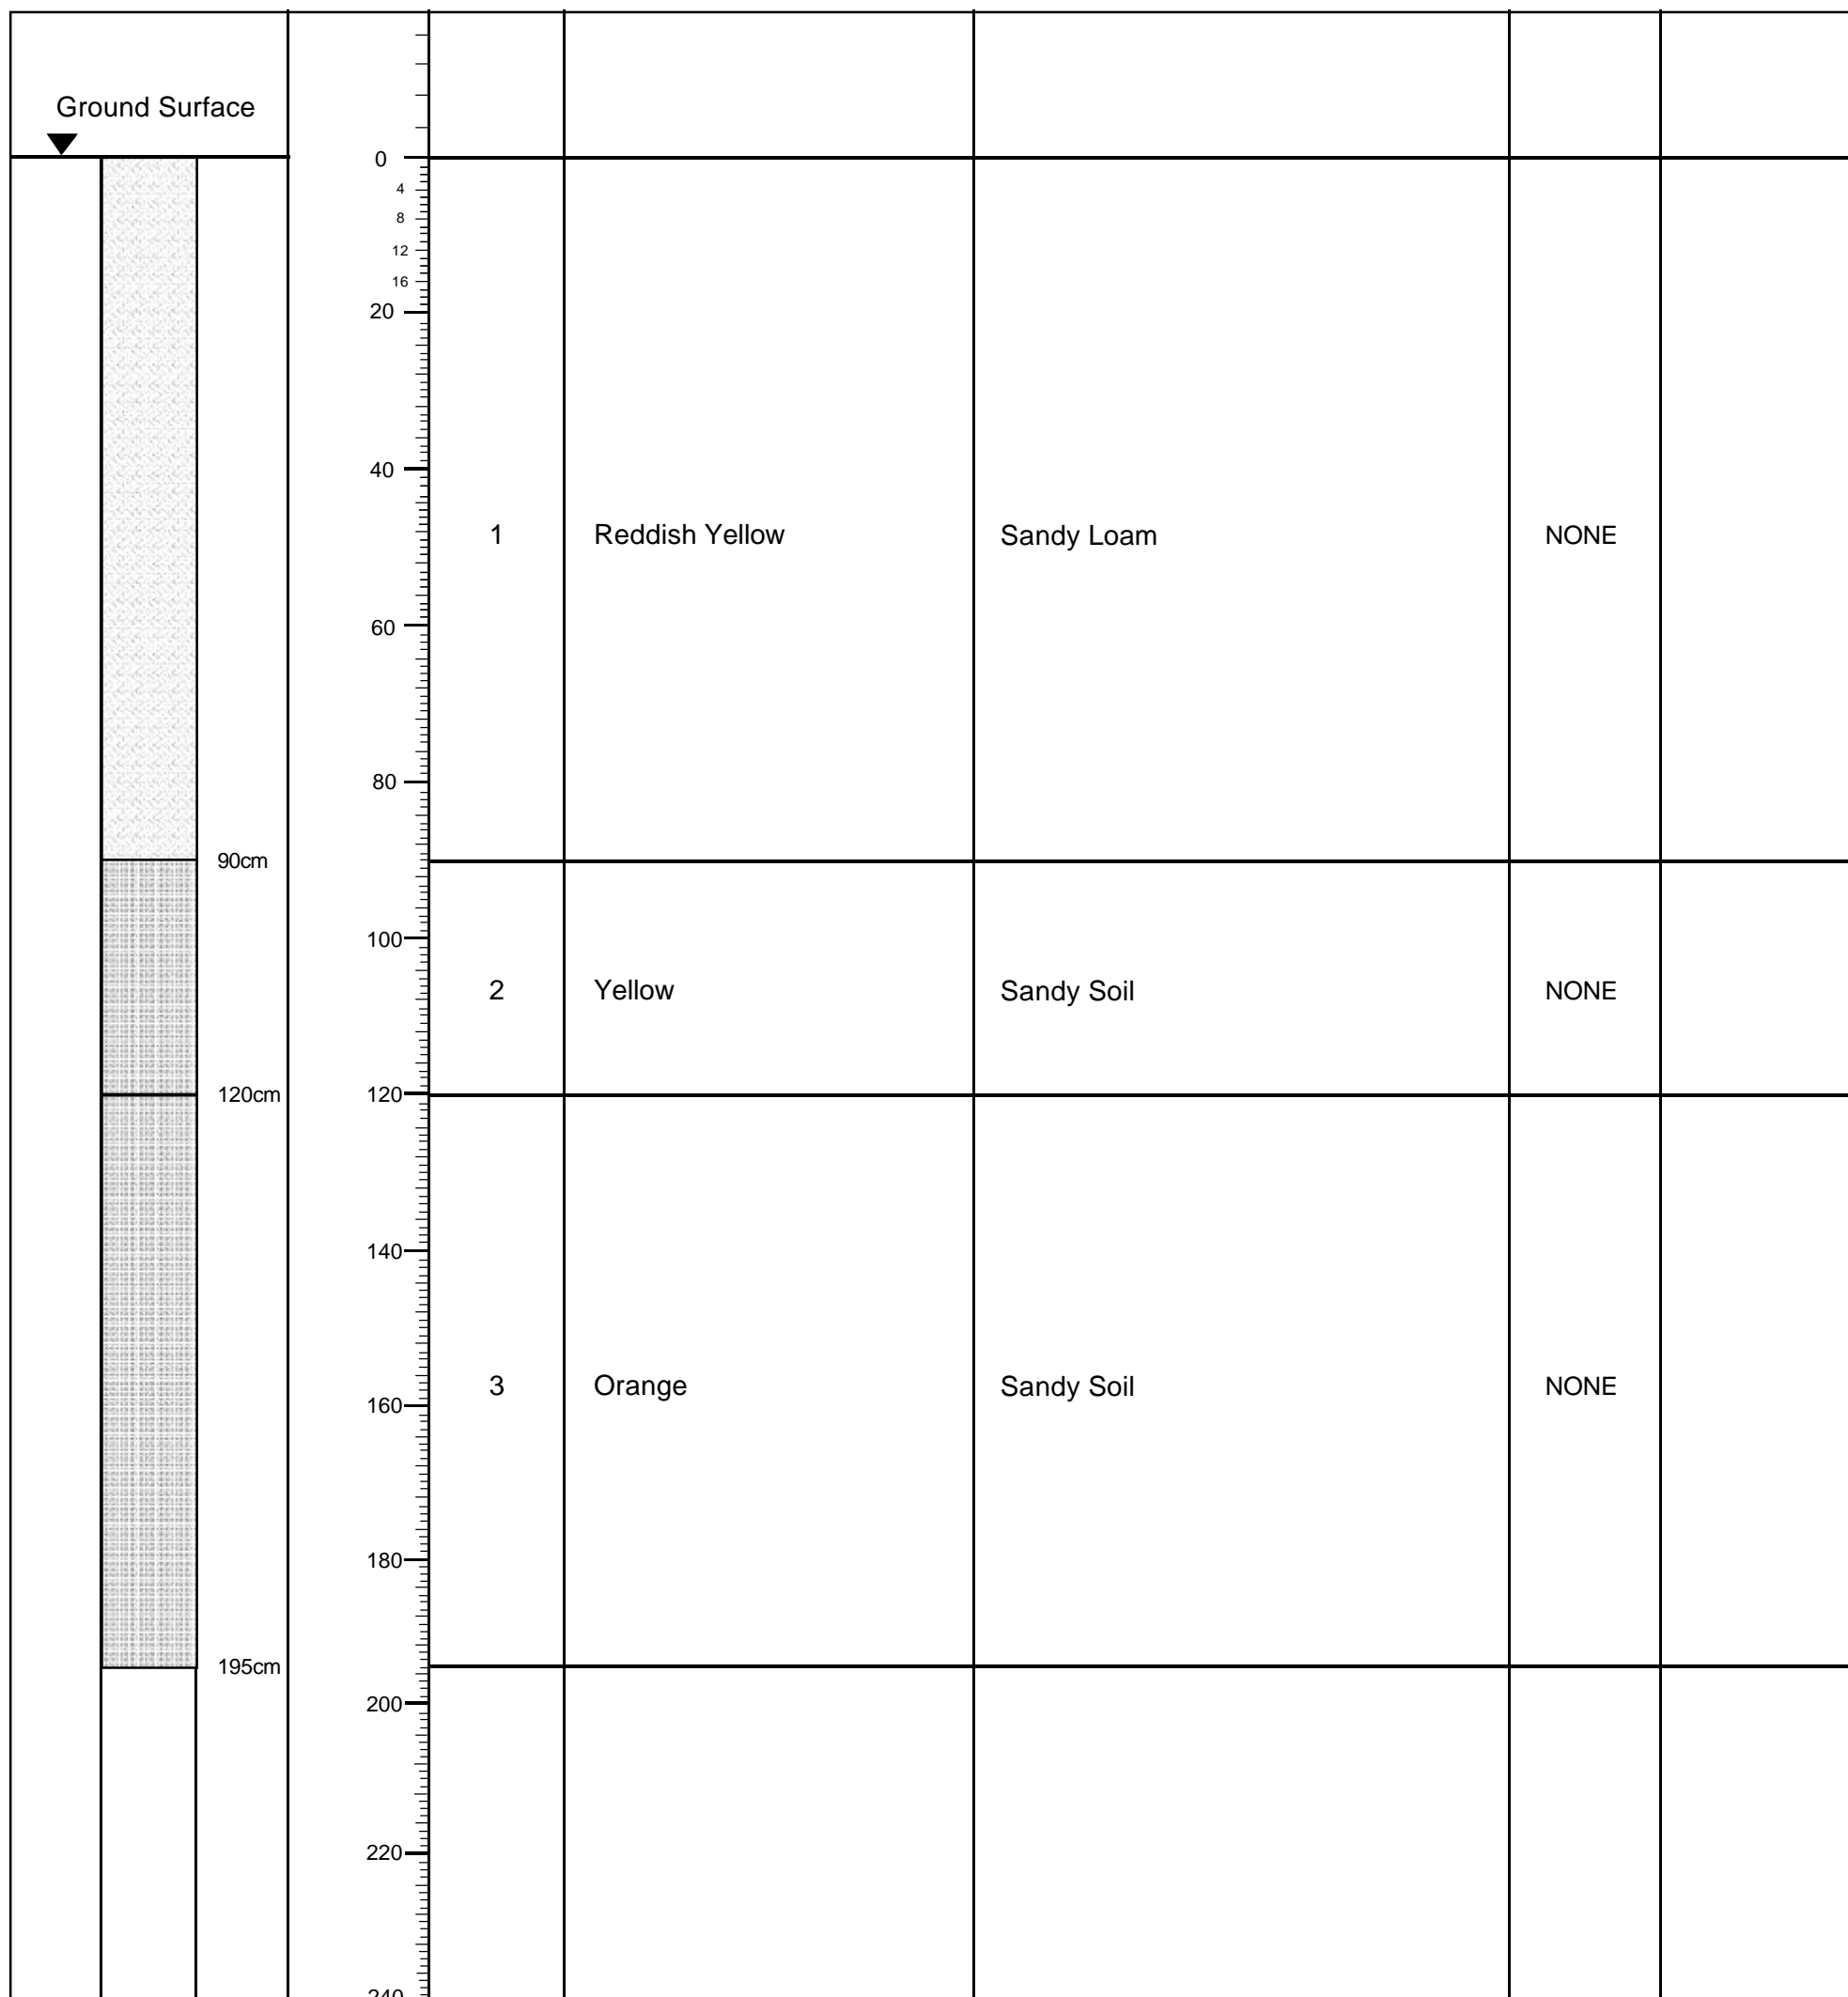 Ground Surface
0
4
8
12
16
20
40
1 Reddish Yellow Sandy Loam NONE
60
80
90cm
100
2 Yellow Sandy Soil NONE
120cm 120
140
3 Orange Sandy Soil NONE
160
180
195cm
200
220
240